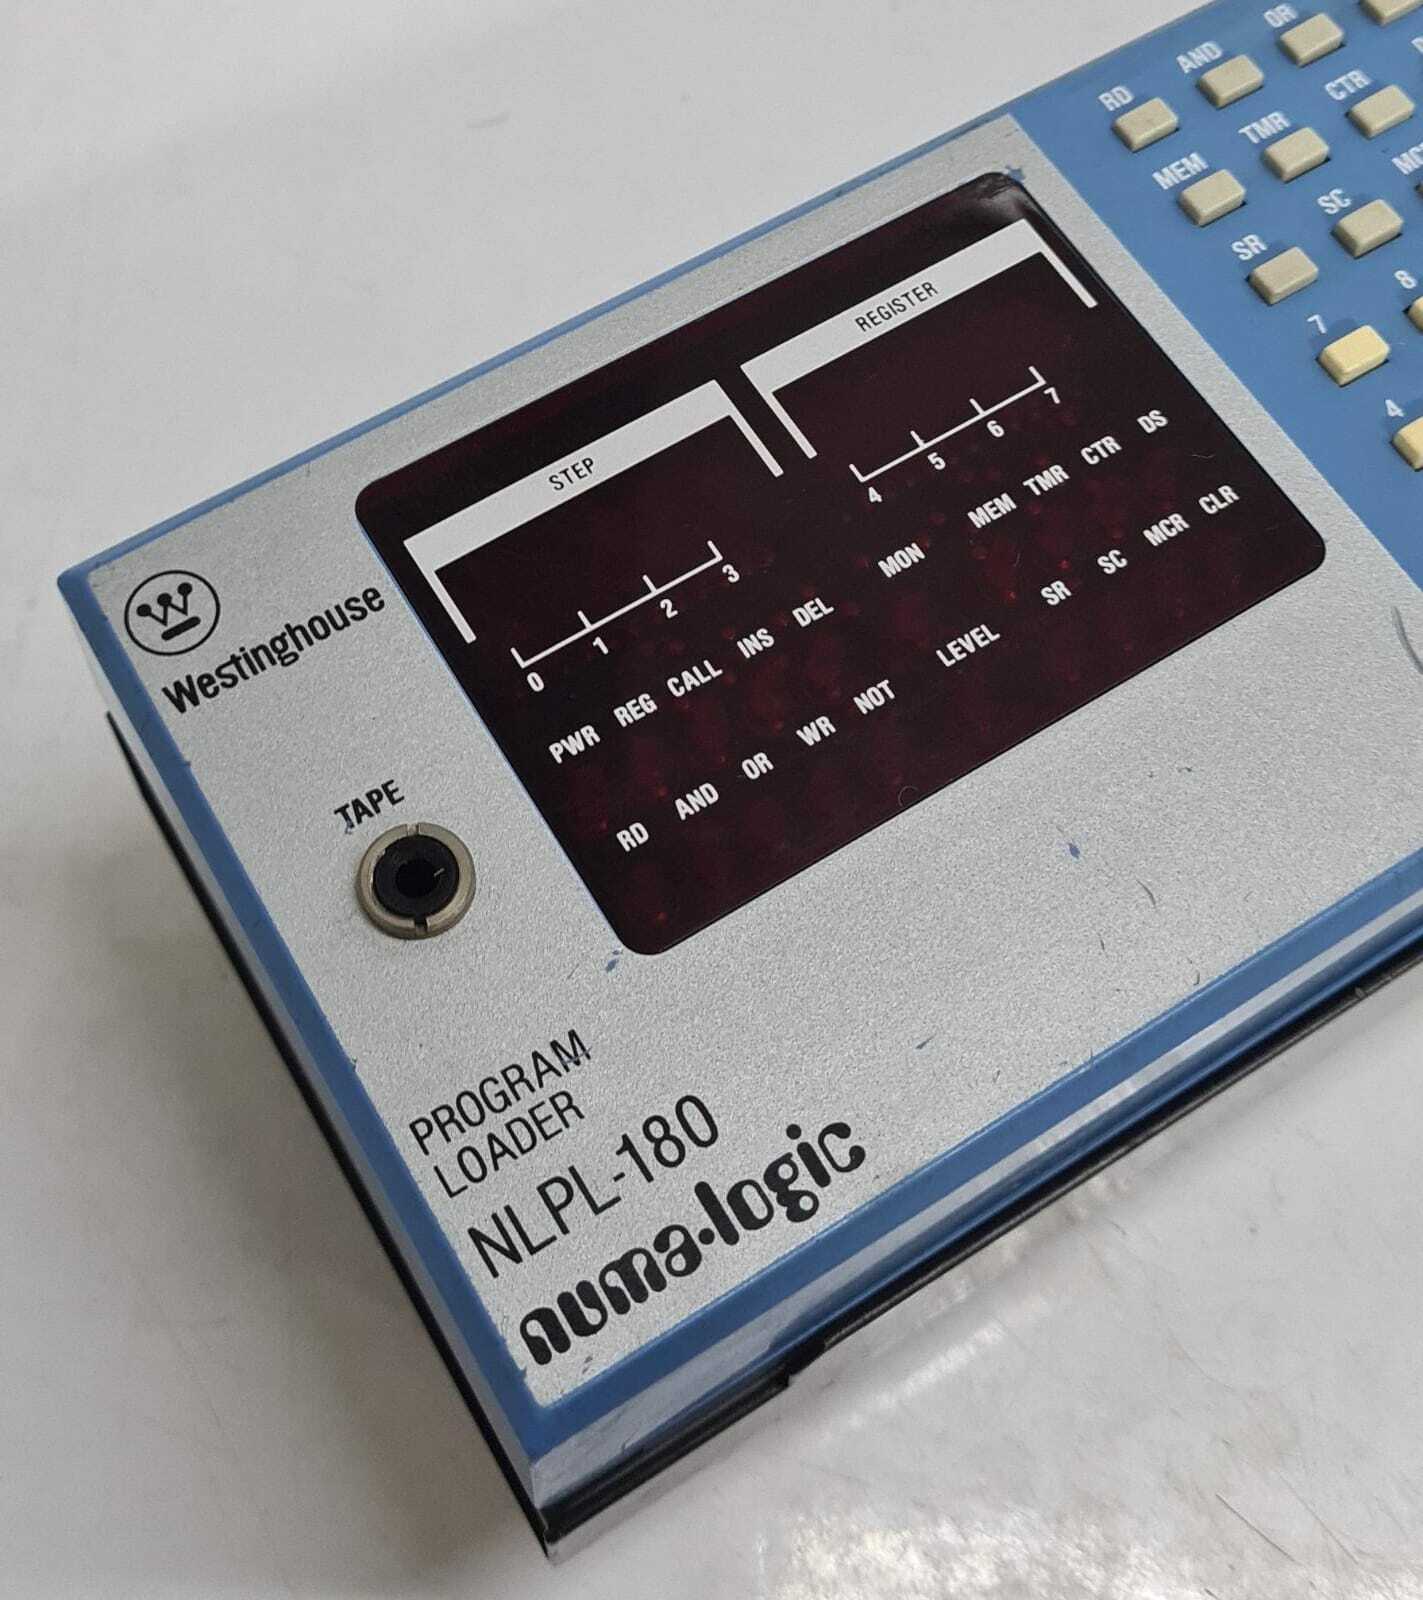 Westinghouse
TAPE
STEP
REGISTER
0 1 2 3
4 5 6 7
PWR REG CALL INS DEL MON MEM TMR CTR DS
RD AND OR WR NOT LEVEL SR SC MCR CLR
PROGRAM
LOADER
NLPL-180
numa.logic
RD AND OR
MEM TMR CTR
SR SC
7 8
4